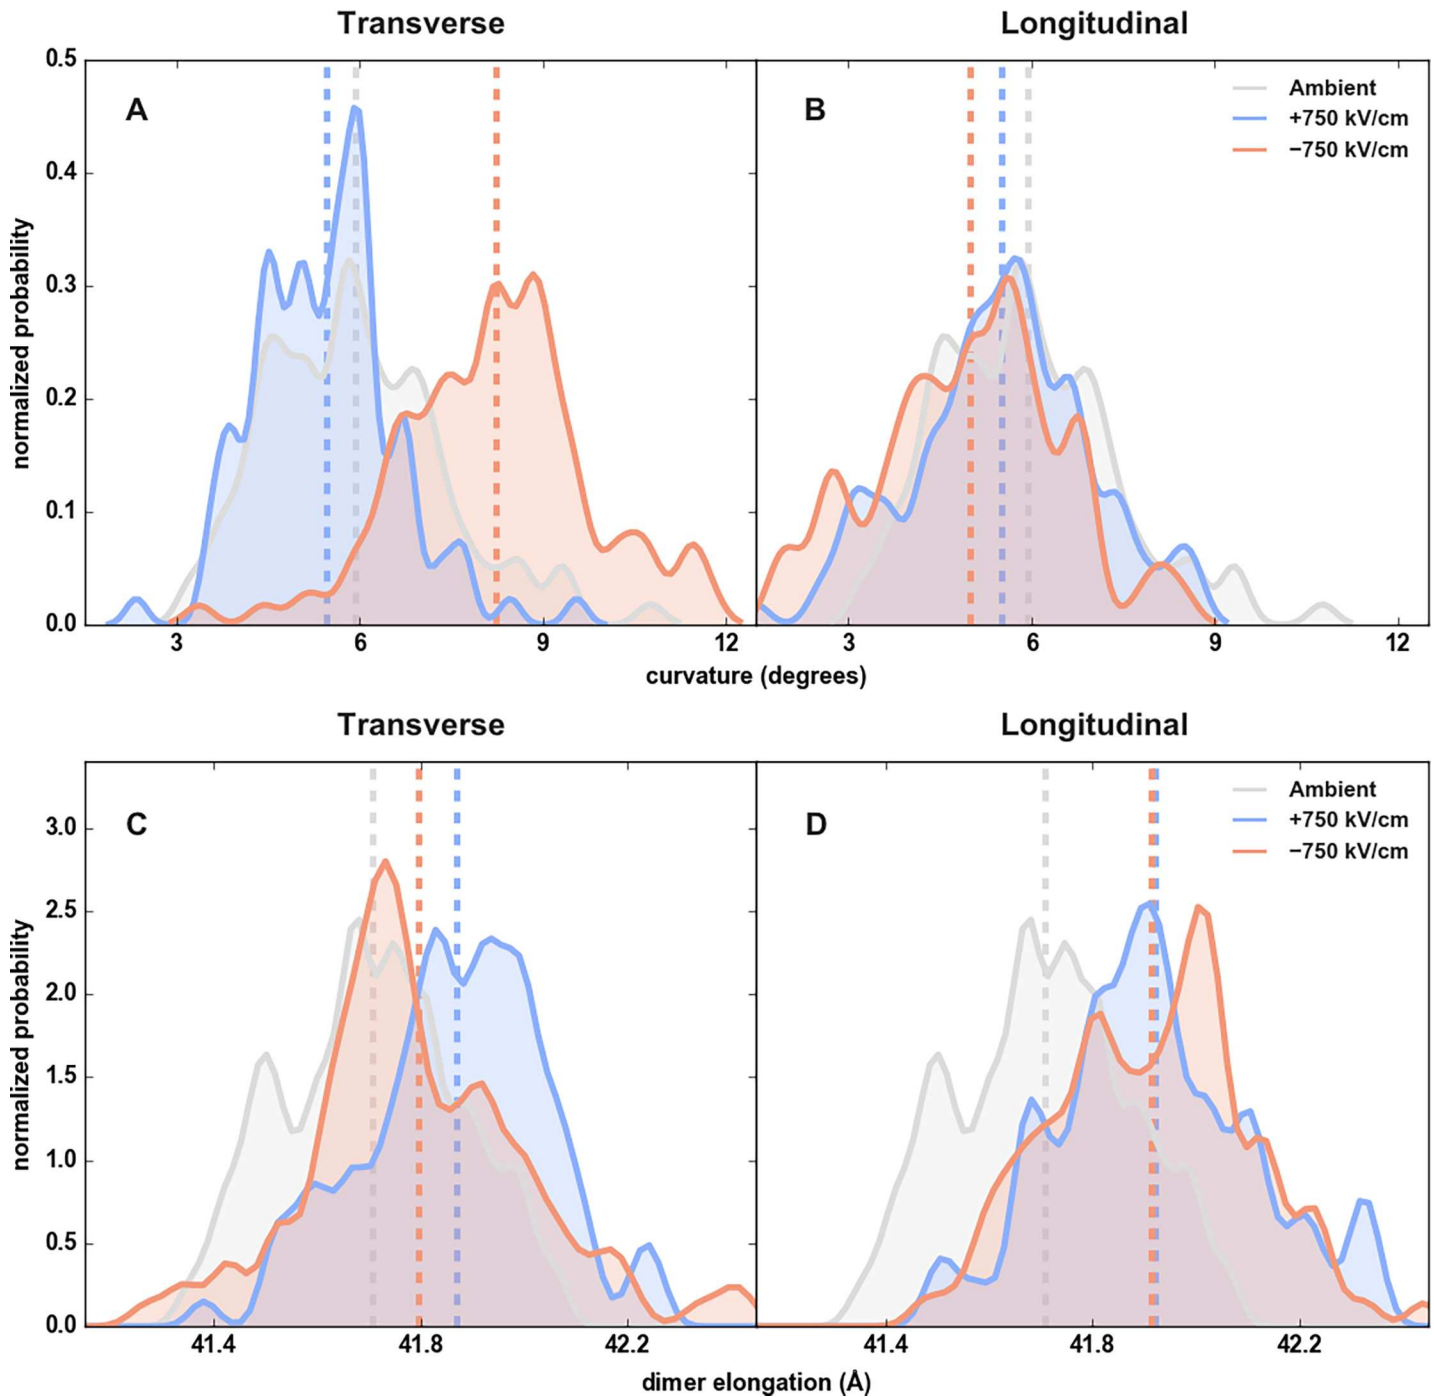 Transverse Longitudinal
0.5
A B Ambient
+750 kV/cm
−750 kV/cm
0.4
0.3
normalized probability
0.2
0.1
0.0
3 6 9 12 3 6 9 12
curvature (degrees)
Transverse Longitudinal
C D Ambient
3.0 +750 kV/cm
−750 kV/cm
2.5
2.0
normalized probability
1.5
1.0
0.5
0.0
41.4 41.8 42.2 41.4 41.8 42.2
dimer elongation (Å)